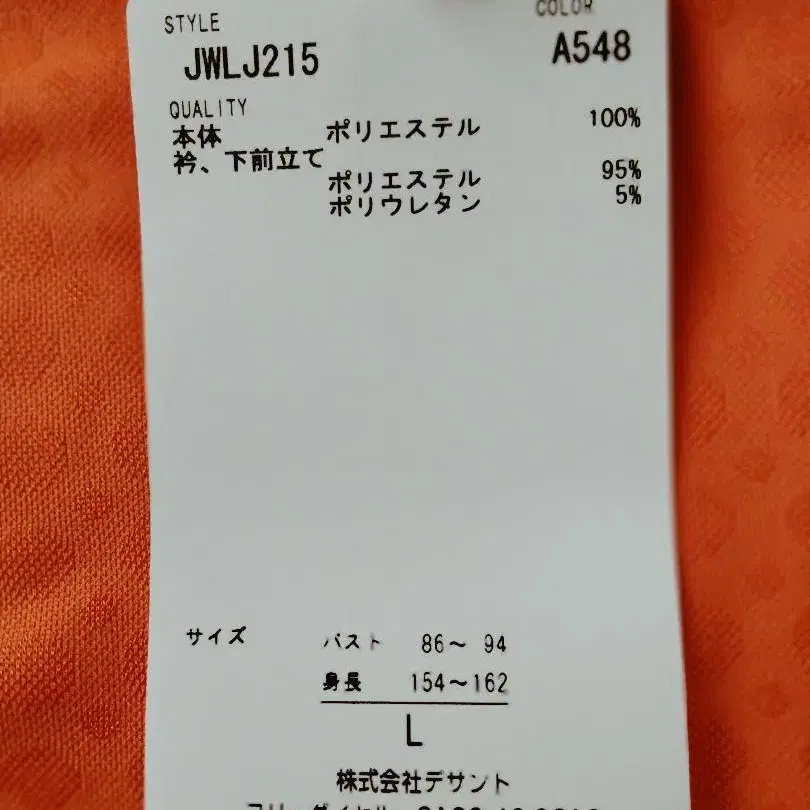 STYLE
COLOR
JWLJ215
A548
QUALITY
本体 ポリエステル 100%
衿、下前立て
ポリエステル 95%
ポリウレタン 5%
サイズ バスト 86〜 94
身長 154〜162
L
株式会社デサント